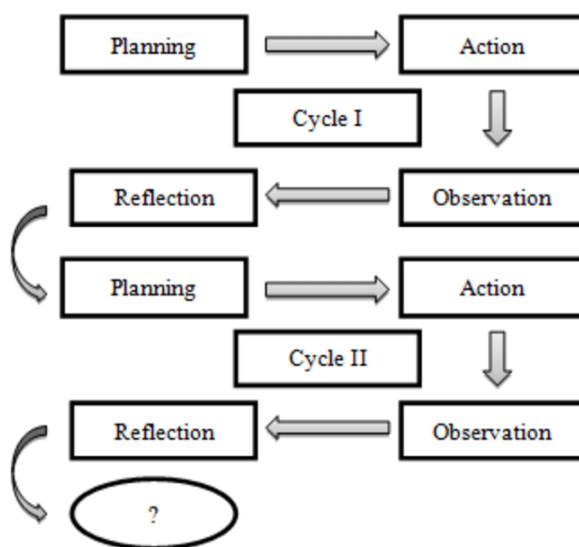 Planning
Action
Cycle I
Reflection
Observation
Planning
Action
Cycle II
Reflection
Observation
?